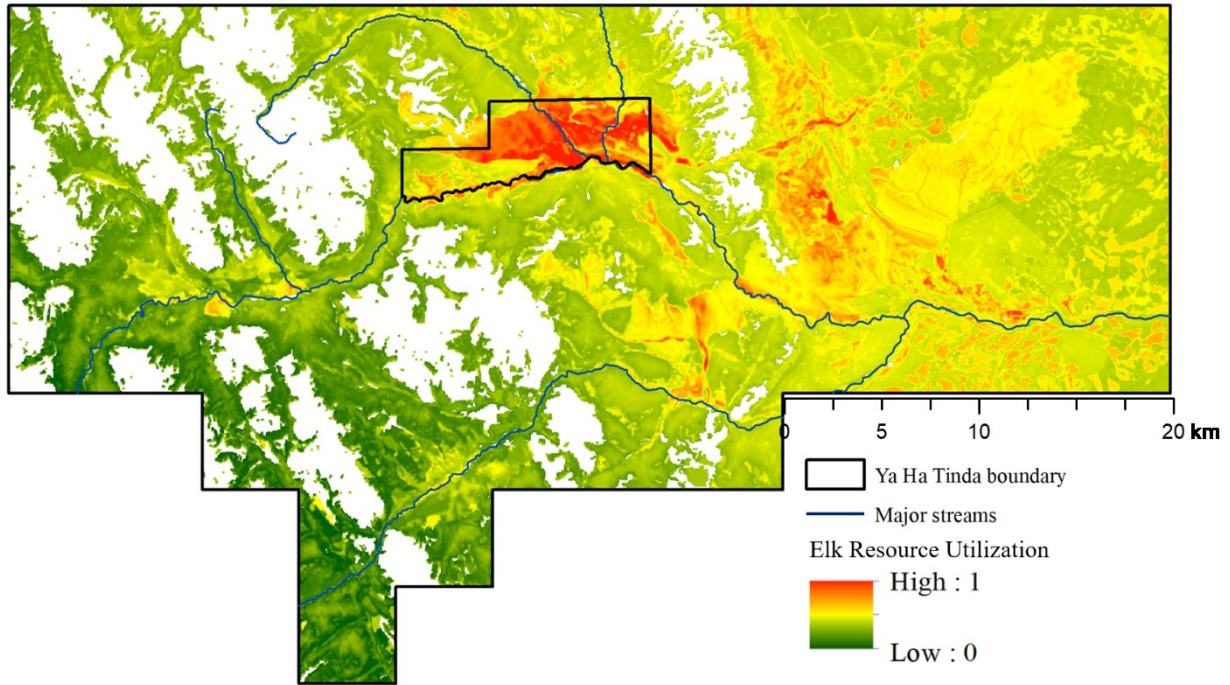 0 5 10 20 km
Ya Ha Tinda boundary
Major streams
Elk Resource Utilization
High : 1
Low : 0